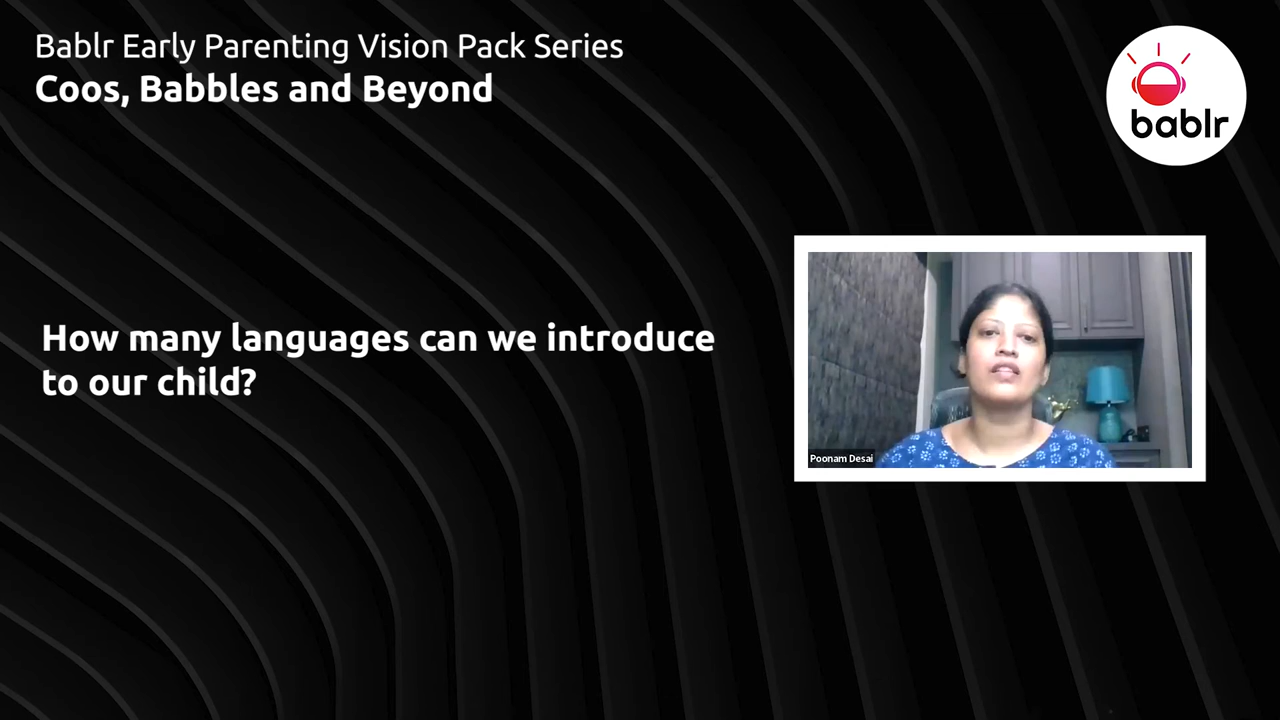 Bablr Early Parenting Vision Pack Series
Coos, Babbles and Beyond
bablr
How many languages can we introduce
to our child?
Poonam Desai